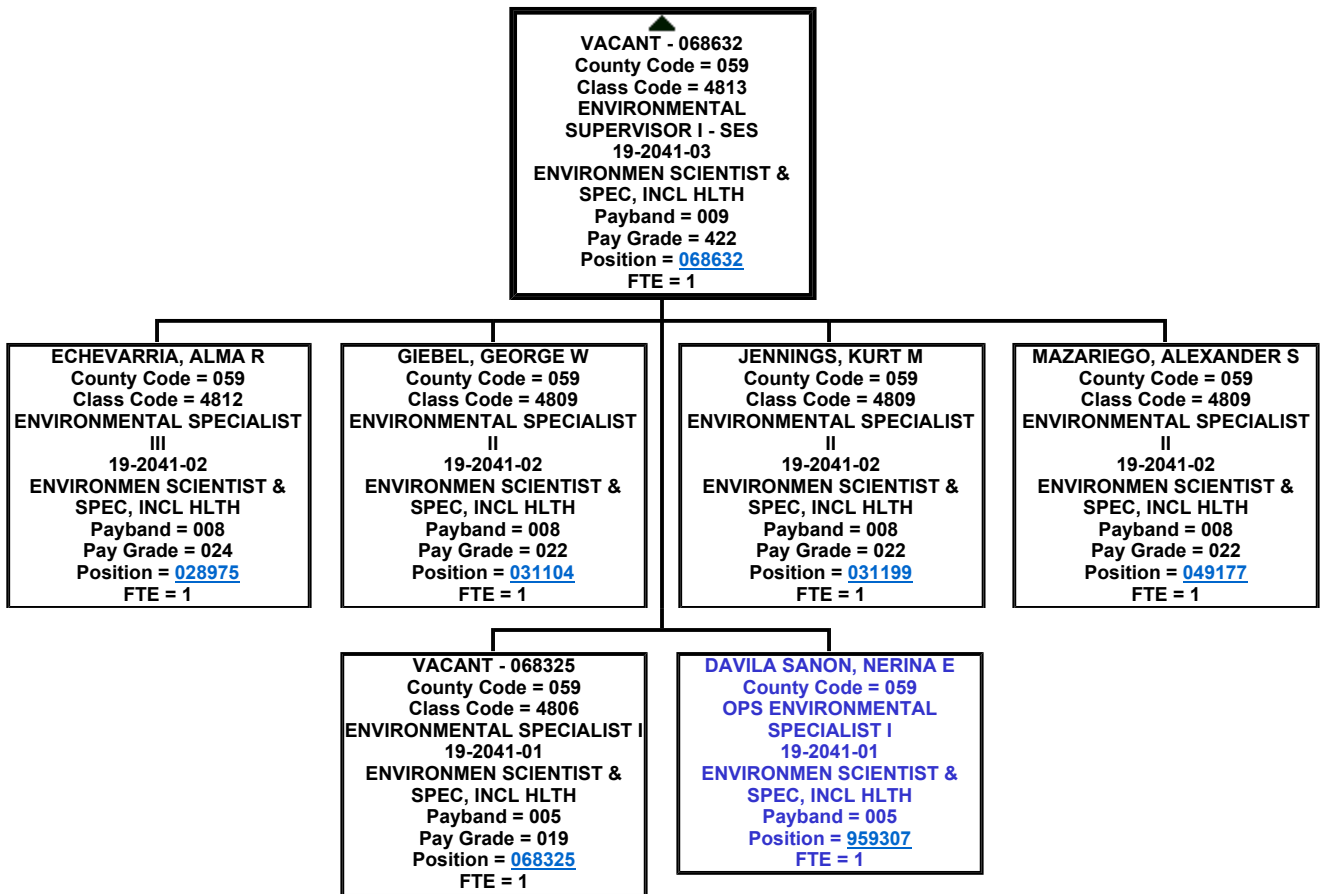 VACANT - 068632
County Code = 059
Class Code = 4813
ENVIRONMENTAL
SUPERVISOR I - SES
19-2041-03
ENVIRONMEN SCIENTIST &
SPEC, INCL HLTH
Payband = 009
Pay Grade = 422
Position = 068632
FTE = 1
ECHEVARRIA, ALMA R
County Code = 059
Class Code = 4812
ENVIRONMENTAL SPECIALIST
III
19-2041-02
ENVIRONMEN SCIENTIST &
SPEC, INCL HLTH
Payband = 008
Pay Grade = 024
Position = 028975
FTE = 1
GIEBEL, GEORGE W
County Code = 059
Class Code = 4809
ENVIRONMENTAL SPECIALIST
II
19-2041-02
ENVIRONMEN SCIENTIST &
SPEC, INCL HLTH
Payband = 008
Pay Grade = 022
Position = 031104
FTE = 1
JENNINGS, KURT M
County Code = 059
Class Code = 4809
ENVIRONMENTAL SPECIALIST
II
19-2041-02
ENVIRONMEN SCIENTIST &
SPEC, INCL HLTH
Payband = 008
Pay Grade = 022
Position = 031199
FTE = 1
MAZARIEGO, ALEXANDER S
County Code = 059
Class Code = 4809
ENVIRONMENTAL SPECIALIST
II
19-2041-02
ENVIRONMEN SCIENTIST &
SPEC, INCL HLTH
Payband = 008
Pay Grade = 022
Position = 049177
FTE = 1
VACANT - 068325
County Code = 059
Class Code = 4806
ENVIRONMENTAL SPECIALIST I
19-2041-01
ENVIRONMEN SCIENTIST &
SPEC, INCL HLTH
Payband = 005
Pay Grade = 019
Position = 068325
FTE = 1
DAVILA SANON, NERINA E
County Code = 059
OPS ENVIRONMENTAL
SPECIALIST I
19-2041-01
ENVIRONMEN SCIENTIST &
SPEC, INCL HLTH
Payband = 005
Position = 959307
FTE = 1